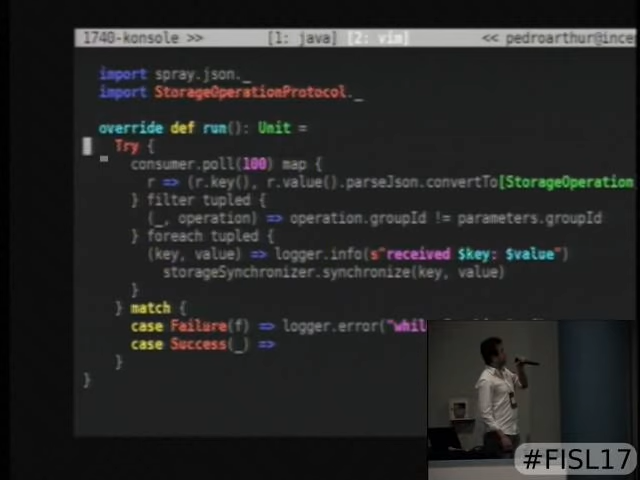 1740-konsole >> [1: java] [2: vim] << pedroarthur@ince
import spray.json._
import StorageOperationProtocol._
override def run(): Unit =
Try {
consumer.poll(100) map {
r => (r.key(), r.value().parseJson.convertTo[StorageOperation
} filter tupled {
(_, operation) => operation.groupId != parameters.groupId
} foreach tupled {
(key, value) => logger.info(s"received $key: $value")
storageSynchronizer.synchronize(key, value)
}
} match {
case Failure(f) => logger.error("whil
case Success(_) =>
}
}
#FISL17